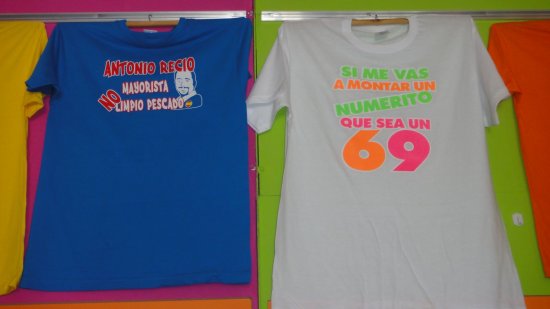 ANTONIO RECIO
MAYORISTA
NO LIMPIO PESCADO
SI ME VAS
A MONTAR UN
NUMERITO
QUE SEA UN
69